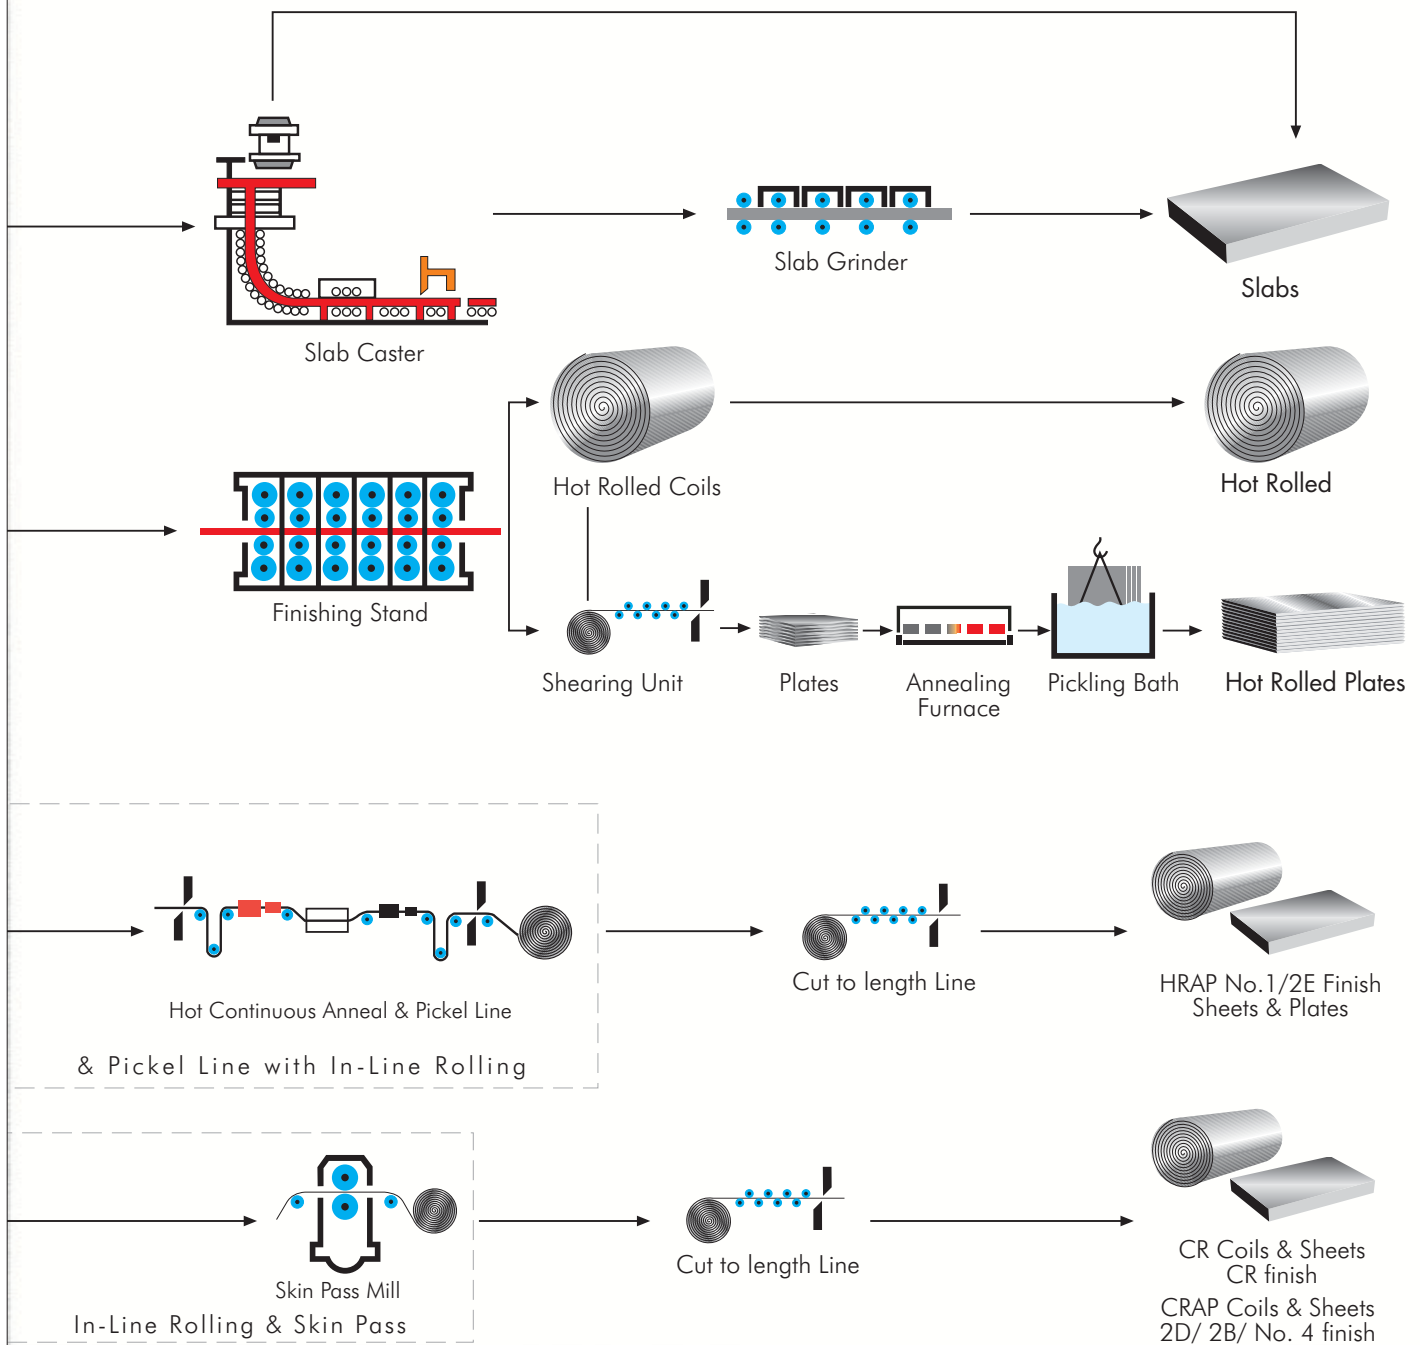 Slab Grinder
Slabs
Slab Caster
Hot Rolled Coils
Hot Rolled
Finishing Stand
Shearing Unit
Plates
Annealing
Furnace
Pickling Bath
Hot Rolled Plates
Hot Continuous Anneal & Pickel Line
& Pickel Line with In-Line Rolling
Cut to length Line
HRAP No.1/2E Finish
Sheets & Plates
Skin Pass Mill
In-Line Rolling & Skin Pass
Cut to length Line
CR Coils & Sheets
CR finish
CRAP Coils & Sheets
2D/ 2B/ No. 4 finish